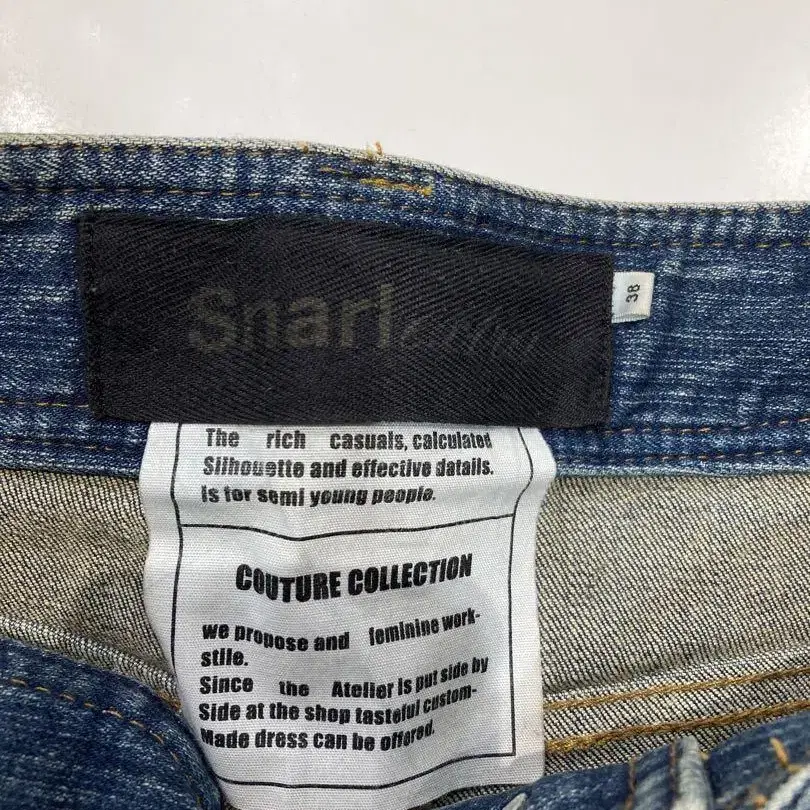 Snarl
38
The rich casuals, calculated
Silhouette and effective datails.
Is for semi young people.
COUTURE COLLECTION
we propose and feminine work-
stile.
Since the Atelier is put side by
Side at the shop tasteful custom-
Made dress can be offered.